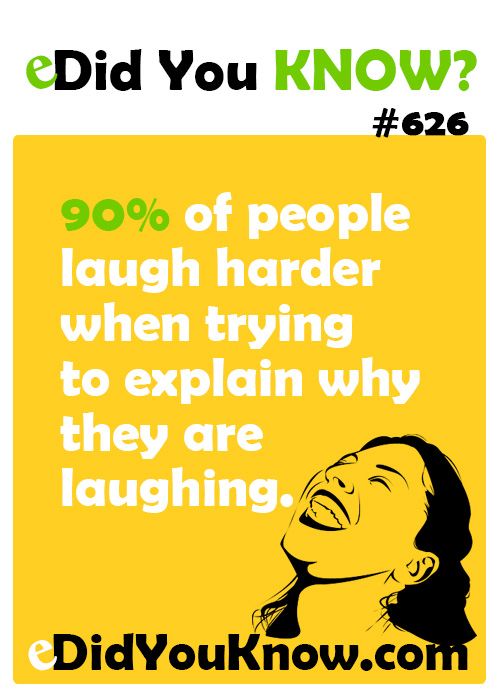 eDid You KNOW?
#626
90% of people
laugh harder
when trying
to explain why
they are
laughing.
eDidYouKnow.com